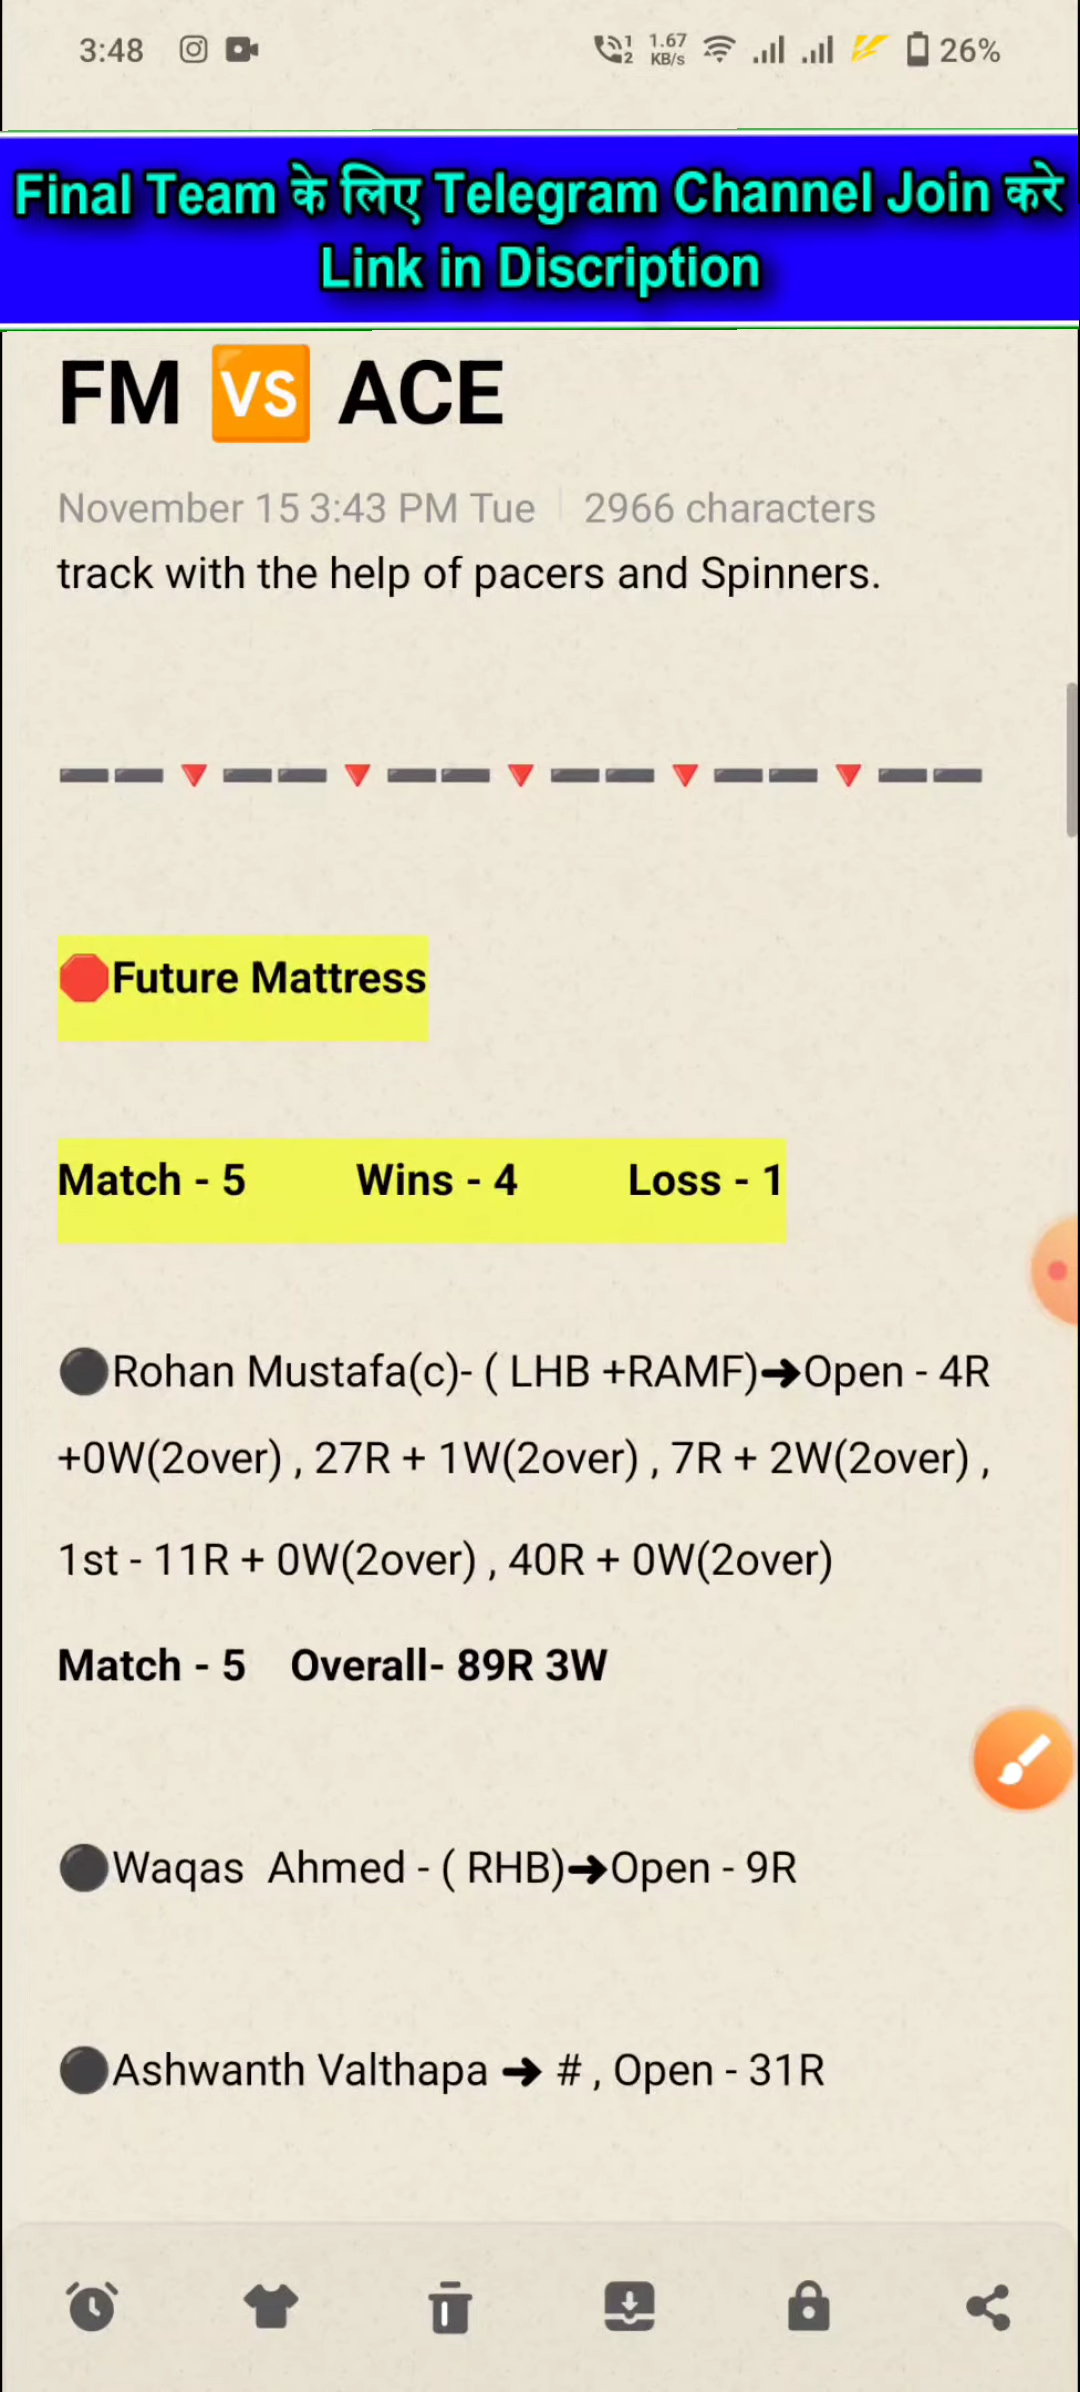 3:48 1 2 1.67 KB/s 26%
Final Team के लिए Telegram Channel Join करे
Link in Discription
FM VS ACE
November 15 3:43 PM Tue | 2966 characters
track with the help of pacers and Spinners.
➖➖🔻➖➖🔻➖➖🔻➖➖🔻➖➖🔻➖➖
🛑Future Mattress
Match - 5 Wins - 4 Loss - 1
⚫Rohan Mustafa(c)- ( LHB +RAMF)➜Open - 4R
+0W(2over) , 27R + 1W(2over) , 7R + 2W(2over) ,
1st - 11R + 0W(2over) , 40R + 0W(2over)
Match - 5 Overall- 89R 3W
⚫Waqas Ahmed - ( RHB)➜Open - 9R
⚫Ashwanth Valthapa ➜ # , Open - 31R